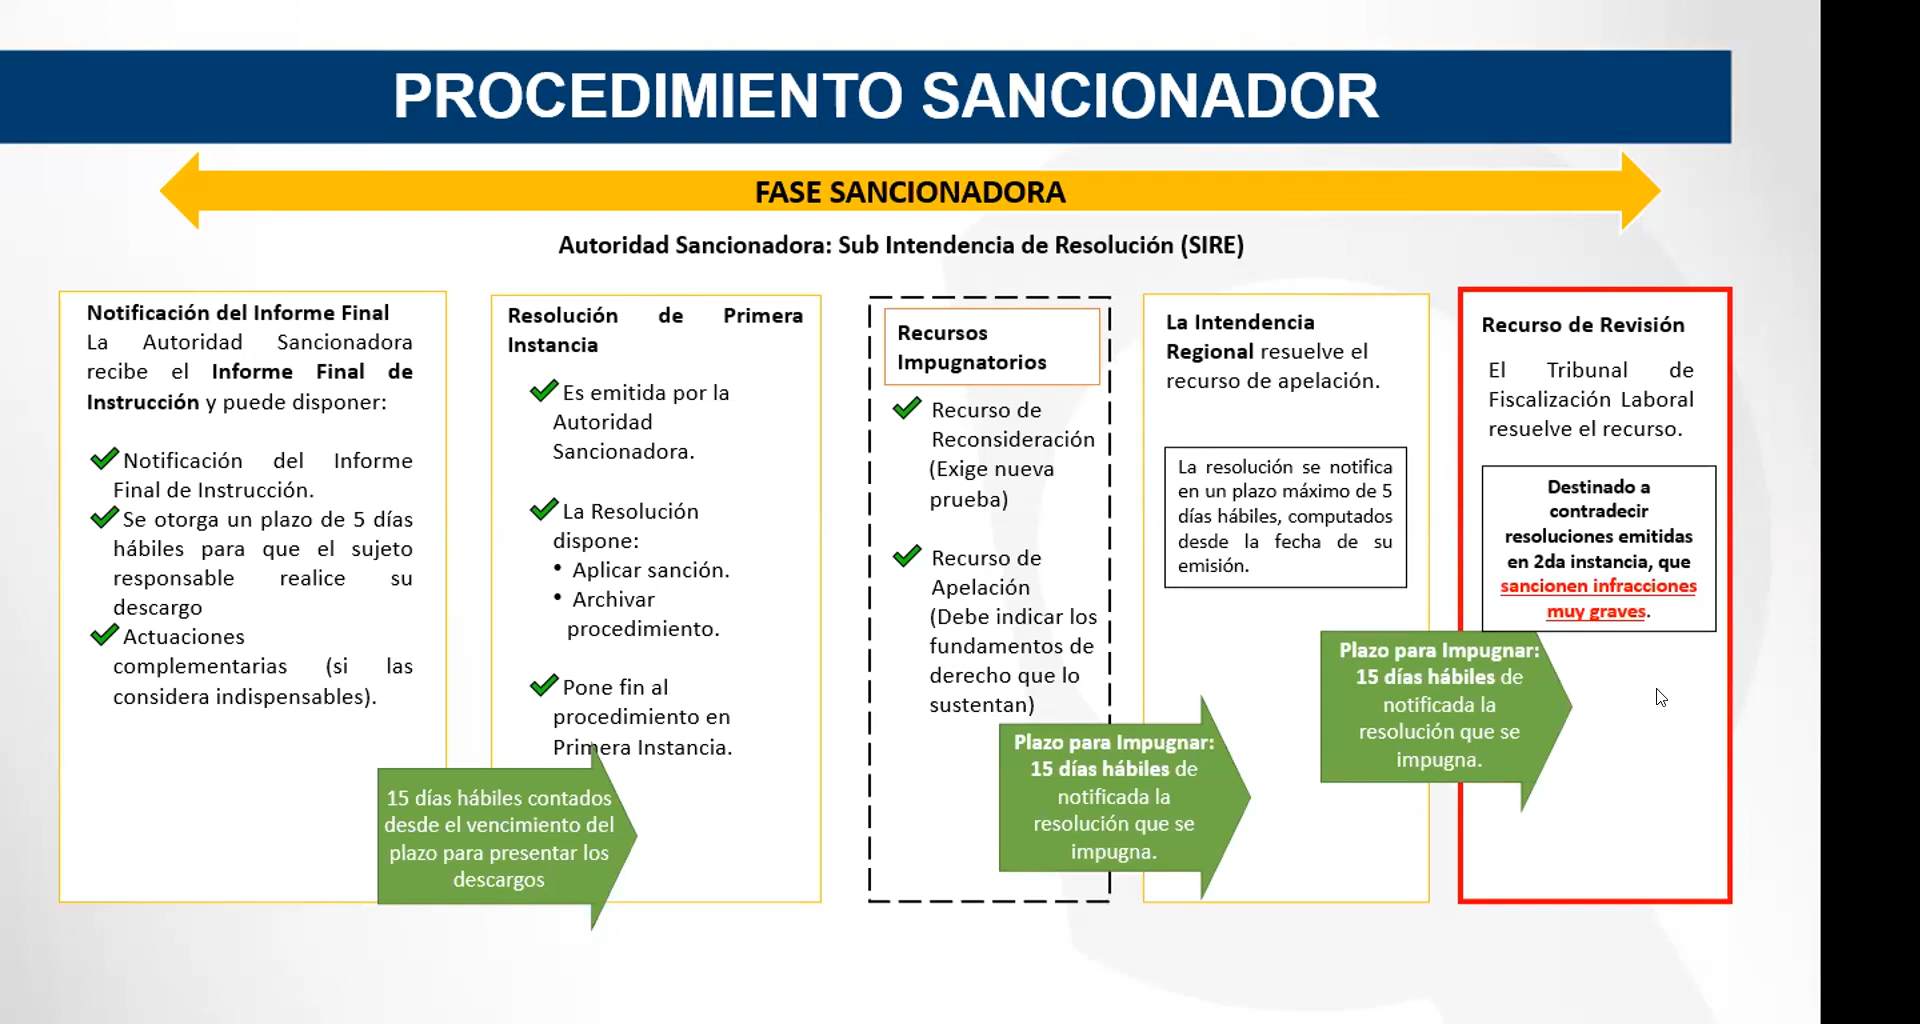 PROCEDIMIENTO SANCIONADOR
FASE SANCIONADORA
Autoridad Sancionadora: Sub Intendencia de Resolución (SIRE)
Notificación del Informe Final
La Autoridad Sancionadora
recibe el Informe Final de
Instrucción y puede disponer:
Notificación del Informe
Final de Instrucción.
Se otorga un plazo de 5 días
hábiles para que el sujeto
responsable realice su
descargo
Actuaciones
complementarias (si las
considera indispensables).
15 días hábiles contados
desde el vencimiento del
plazo para presentar los
descargos
Resolución de Primera
Instancia
Es emitida por la
Autoridad
Sancionadora.
La Resolución
dispone:
• Aplicar sanción.
• Archivar
procedimiento.
Pone fin al
procedimiento en
Primera Instancia.
Recursos
Impugnatorios
Recurso de
Reconsideración
(Exige nueva
prueba)
Recurso de
Apelación
(Debe indicar los
fundamentos de
derecho que lo
sustentan)
Plazo para Impugnar:
15 días hábiles de
notificada la
resolución que se
impugna.
La Intendencia
Regional resuelve el
recurso de apelación.
La resolución se notifica
en un plazo máximo de 5
días hábiles, computados
desde la fecha de su
emisión.
Plazo para Impugnar:
15 días hábiles de
notificada la
resolución que se
impugna.
Recurso de Revisión
El Tribunal de
Fiscalización Laboral
resuelve el recurso.
Destinado a
contradecir
resoluciones emitidas
en 2da instancia, que
sancionen infracciones
muy graves.